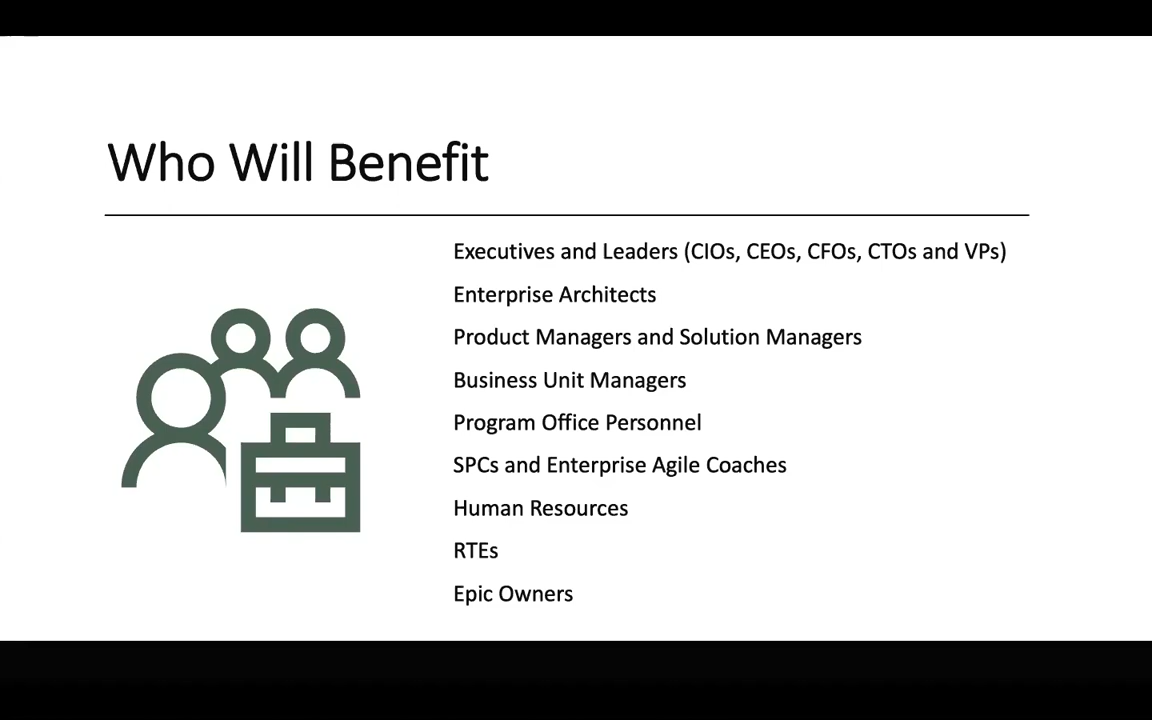 Who Will Benefit
Executives and Leaders (CIOs, CEOs, CFOs, CTOs and VPs)
Enterprise Architects
Product Managers and Solution Managers
Business Unit Managers
Program Office Personnel
SPCs and Enterprise Agile Coaches
Human Resources
RTEs
Epic Owners